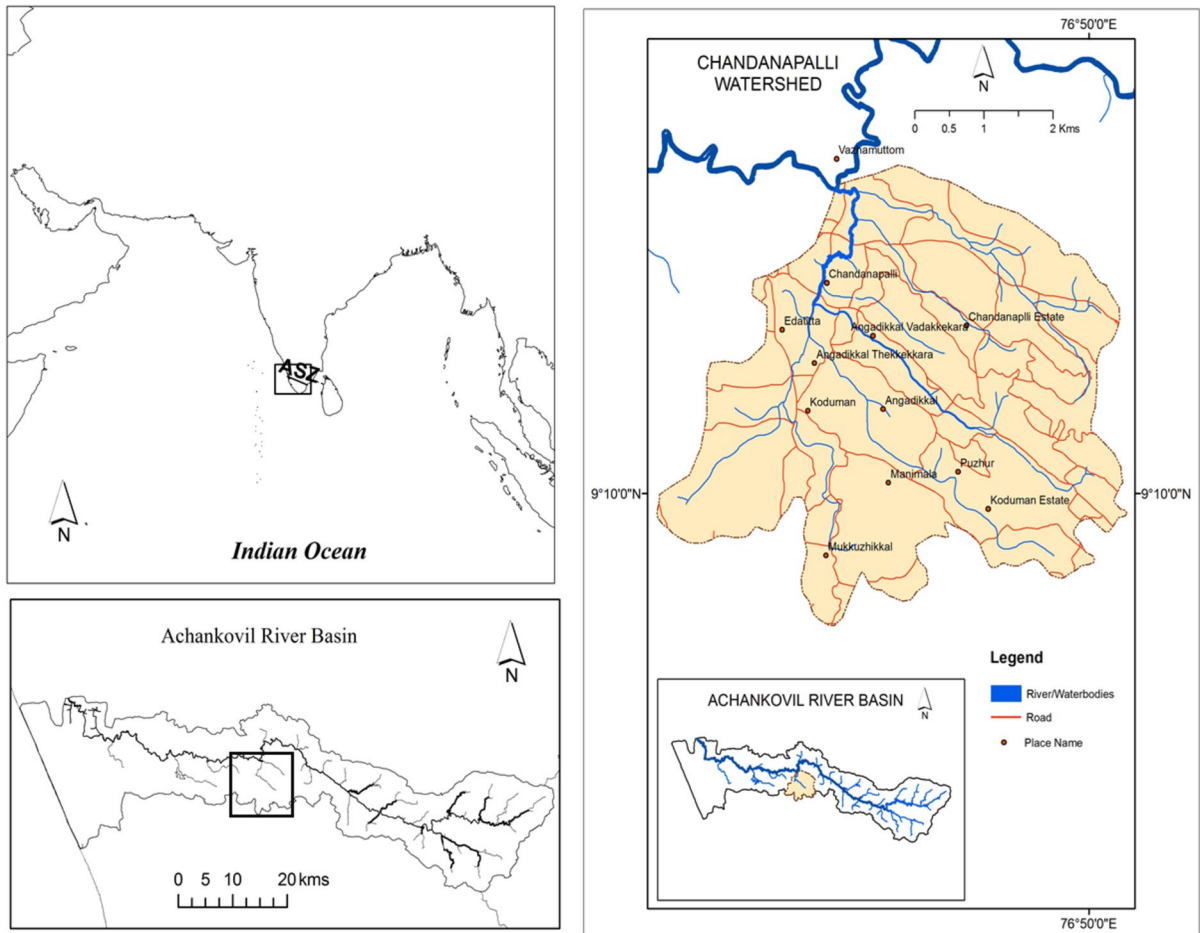 ASZ
N
Indian Ocean
Achankovil River Basin
N
0 5 10 20 kms
76°50'0"E
CHANDANAPALLI
WATERSHED
N
0 0.5 1 2 Kms
Vazhamuttom
Chandanapalli
Edatitta
Angadikkal Vadakkekara
Chandanaplli Estate
Angadikkal Thekkekkara
Koduman
Angadikkal
Puzhur
Manimala
9°10'0"N
9°10'0"N
Koduman Estate
Mukkuzhikkal
Legend
River/Waterbodies
Road
Place Name
ACHANKOVIL RIVER BASIN
N
76°50'0"E